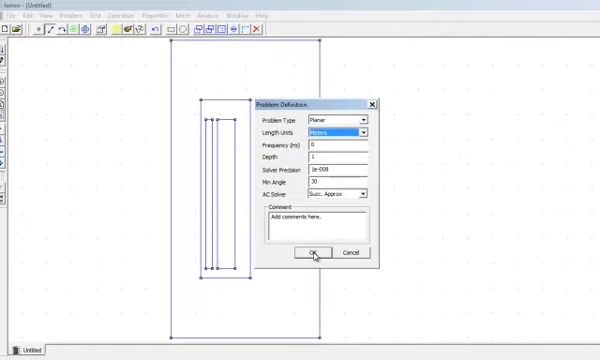 femm - [Untitled]
File Edit View Problem Grid Operation Properties Mesh Analysis Window Help
Problem Definition
Problem Type Planar
Length Units Meters
Frequency (Hz) 0
Depth 1
Solver Precision 1e-008
Min Angle 30
AC Solver Succ. Approx
Comment
Add comments here.
OK Cancel
Untitled